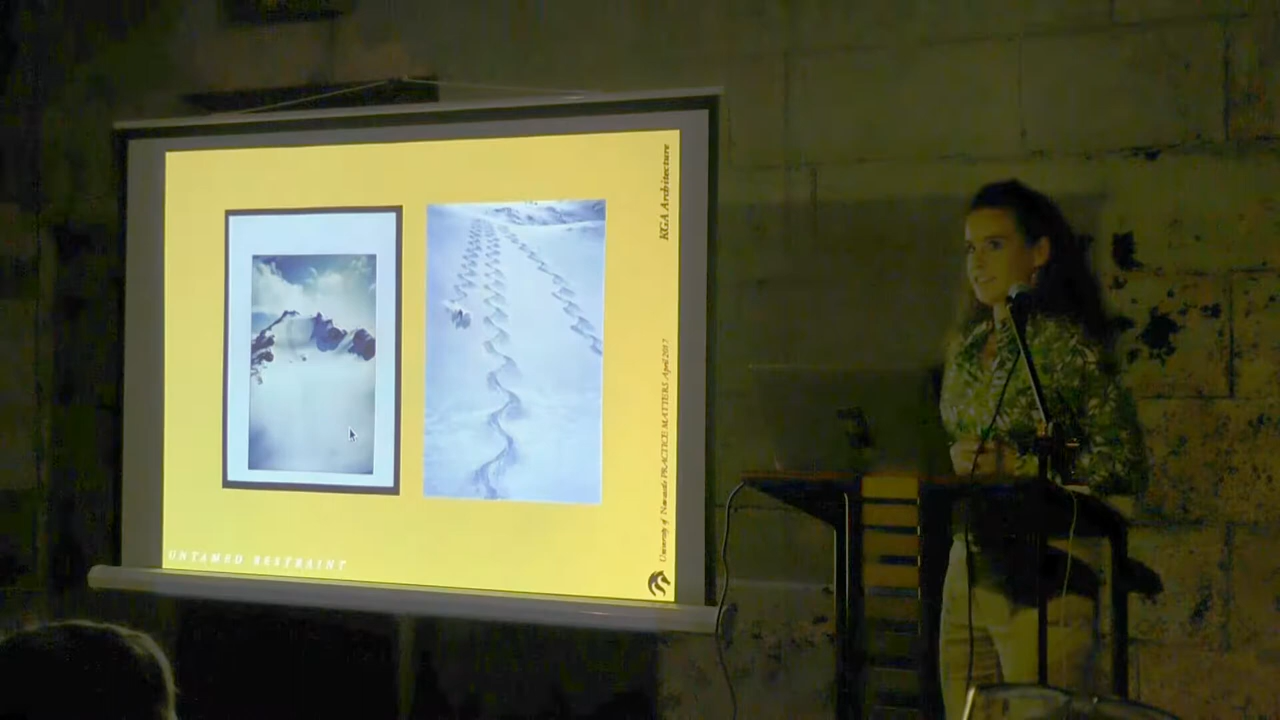 KGA Architecture
University of Newcastle PRACTICE MATTERS April 2017
UNTAMED RESTRAINT